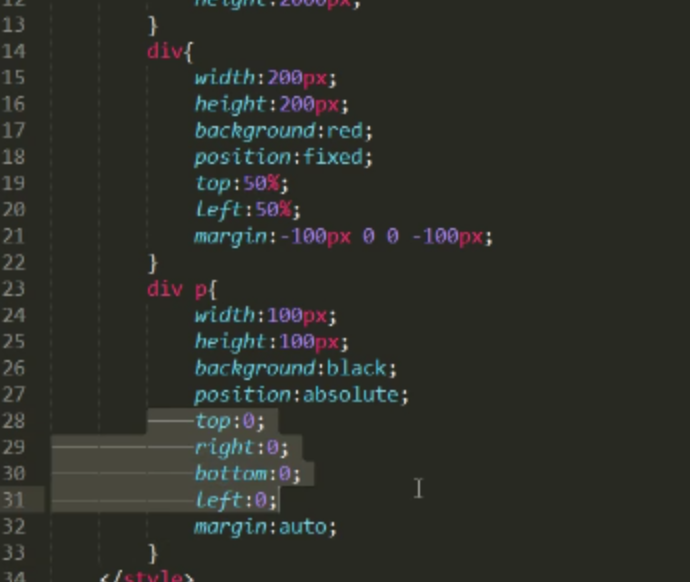 12 height:2000px;
13 }
14 div{
15 width:200px;
16 height:200px;
17 background:red;
18 position:fixed;
19 top:50%;
20 left:50%;
21 margin:-100px 0 0 -100px;
22 }
23 div p{
24 width:100px;
25 height:100px;
26 background:black;
27 position:absolute;
28 top:0;
29 right:0;
30 bottom:0;
31 left:0;
32 margin:auto;
33 }
34 </style>